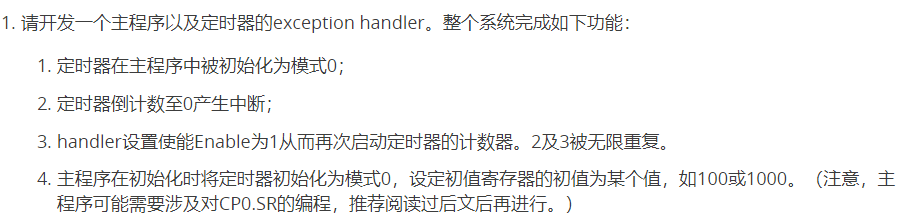 1. 请开发一个主程序以及定时器的exception handler。整个系统完成如下功能：
1. 定时器在主程序中被初始化为模式0；
2. 定时器倒计数至0产生中断；
3. handler设置使能Enable为1从而再次启动定时器的计数器。2及3被无限重复。
4. 主程序在初始化时将定时器初始化为模式0，设定初值寄存器的初值为某个值，如100或1000。（注意，主
程序可能需要涉及对CP0.SR的编程，推荐阅读过后文后再进行。）